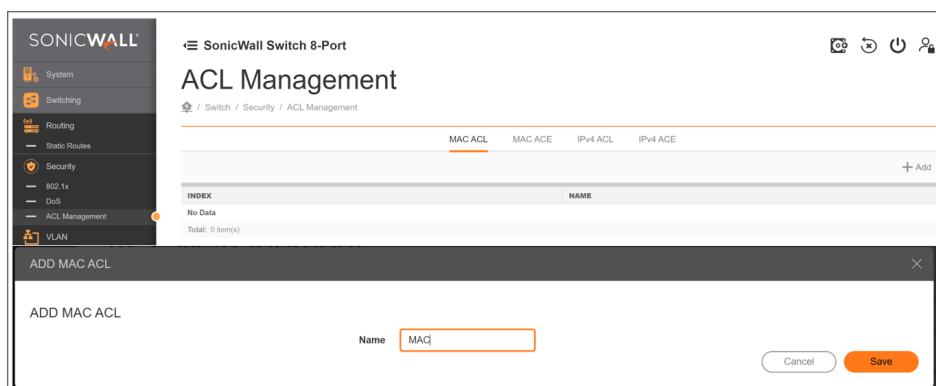 SONICWALL
SonicWall Switch 8-Port
System
ACL Management
Switching
/ Switch / Security / ACL Management
Routing
Static Routes
MAC ACL MAC ACE IPv4 ACL IPv4 ACE
Security
+ Add
802.1x
DoS
INDEX NAME
ACL Management
No Data
VLAN
Total: 0 item(s)
ADD MAC ACL
ADD MAC ACL
Name MAC
Cancel Save